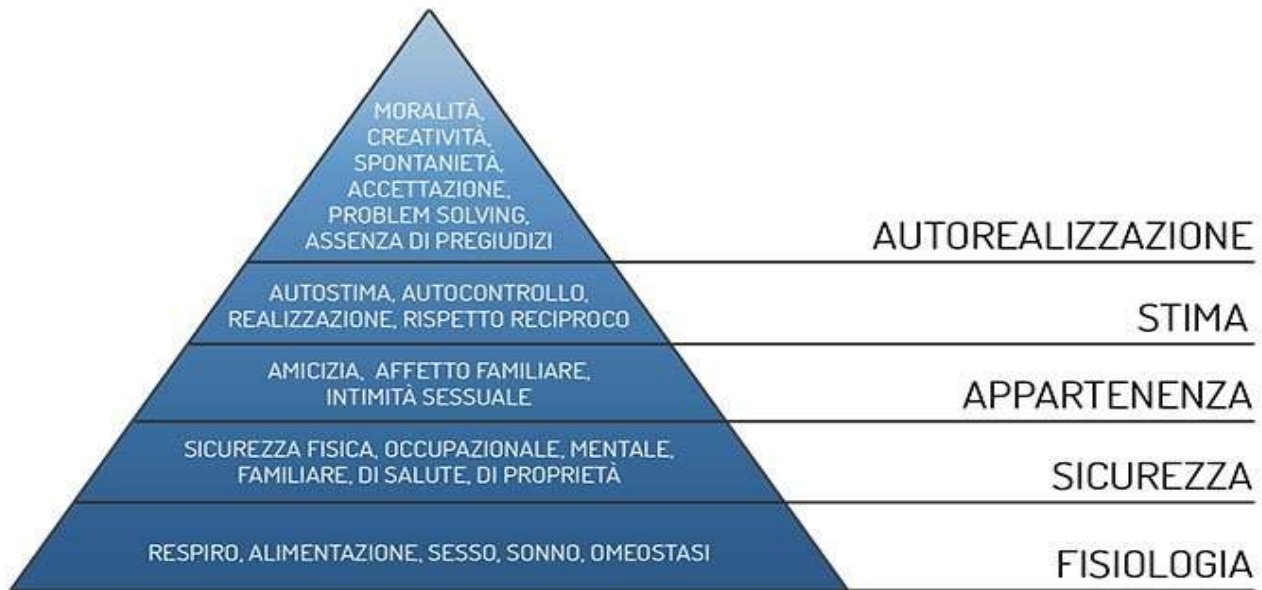 MORALITÀ,
CREATIVITÀ,
SPONTANIETÀ,
ACCETTAZIONE,
PROBLEM SOLVING,
ASSENZA DI PREGIUDIZI
AUTOREALIZZAZIONE
AUTOSTIMA, AUTOCONTROLLO,
REALIZZAZIONE, RISPETTO RECIPROCO
STIMA
AMICIZIA, AFFETTO FAMILIARE,
INTIMITÀ SESSUALE
APPARTENENZA
SICUREZZA FISICA, OCCUPAZIONALE, MENTALE,
FAMILIARE, DI SALUTE, DI PROPRIETÀ
SICUREZZA
RESPIRO, ALIMENTAZIONE, SESSO, SONNO, OMEOSTASI
FISIOLOGIA